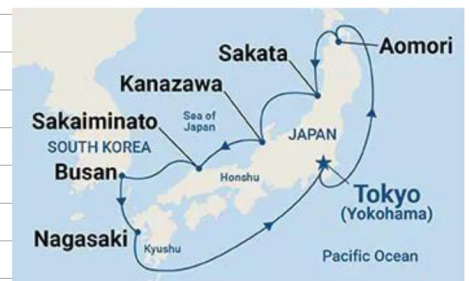 Aomori
Sakata
Kanazawa
Sea of
Japan
Sakaiminato
JAPAN
SOUTH KOREA
Honshu
Busan
Tokyo
(Yokohama)
Nagasaki
Kyushu
Pacific Ocean